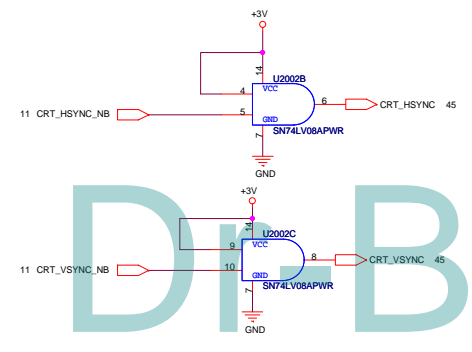 +3V
14
U2002B
VCC
4
6
CRT_HSYNC 45
11 CRT_HSYNC_NB
5
GND
SN74LV08APWR
7
GND
+3V
14
U2002C
9
VCC
8
CRT_VSYNC 45
11 CRT_VSYNC_NB
10
GND
SN74LV08APWR
7
GND
Dr-B